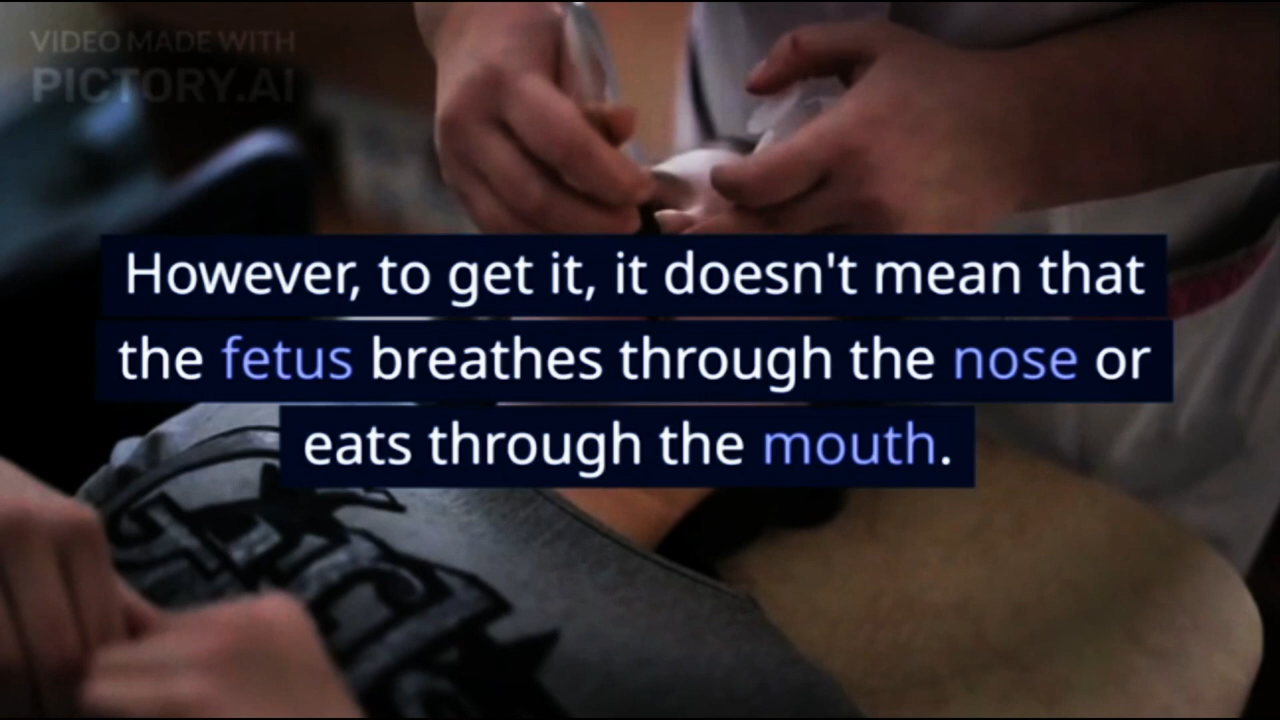 VIDEO MADE WITH
PICTORY.AI
However, to get it, it doesn't mean that
the fetus breathes through the nose or
eats through the mouth.